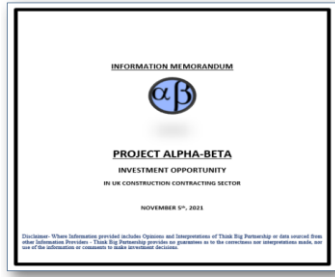 INFORMATION MEMORANDUM
α β
PROJECT ALPHA-BETA
INVESTMENT OPPORTUNITY
IN UK CONSTRUCTION CONTRACTING SECTOR
NOVEMBER 5th, 2021
Disclaimer- Where Information provided includes Opinions and Interpretations of Think Big Partnership or data sourced from
other Information Providers - Think Big Partnership provides no guarantees as to the correctness nor interpretations made, nor
use of the information or comments to make investment decisions.